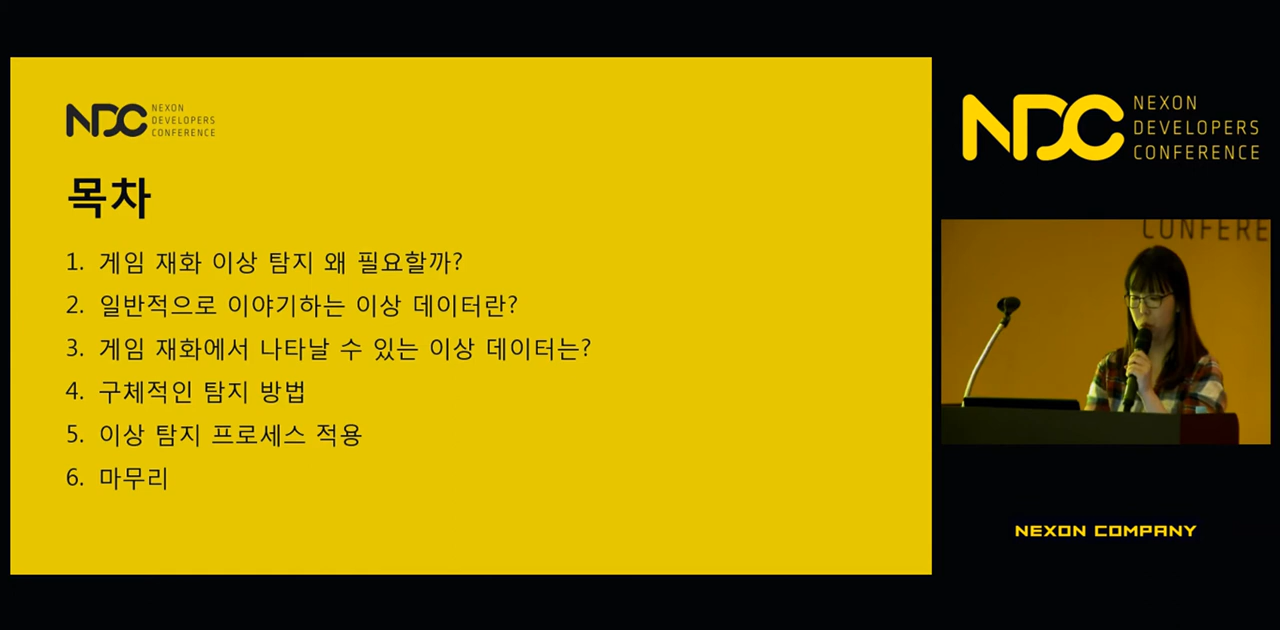 NDC NEXON
DEVELOPERS
CONFERENCE
목차
1. 게임 재화 이상 탐지 왜 필요할까?
2. 일반적으로 이야기하는 이상 데이터란?
3. 게임 재화에서 나타날 수 있는 이상 데이터는?
4. 구체적인 탐지 방법
5. 이상 탐지 프로세스 적용
6. 마무리
NDC NEXON
DEVELOPERS
CONFERENCE
CONFERE
NEXON COMPANY